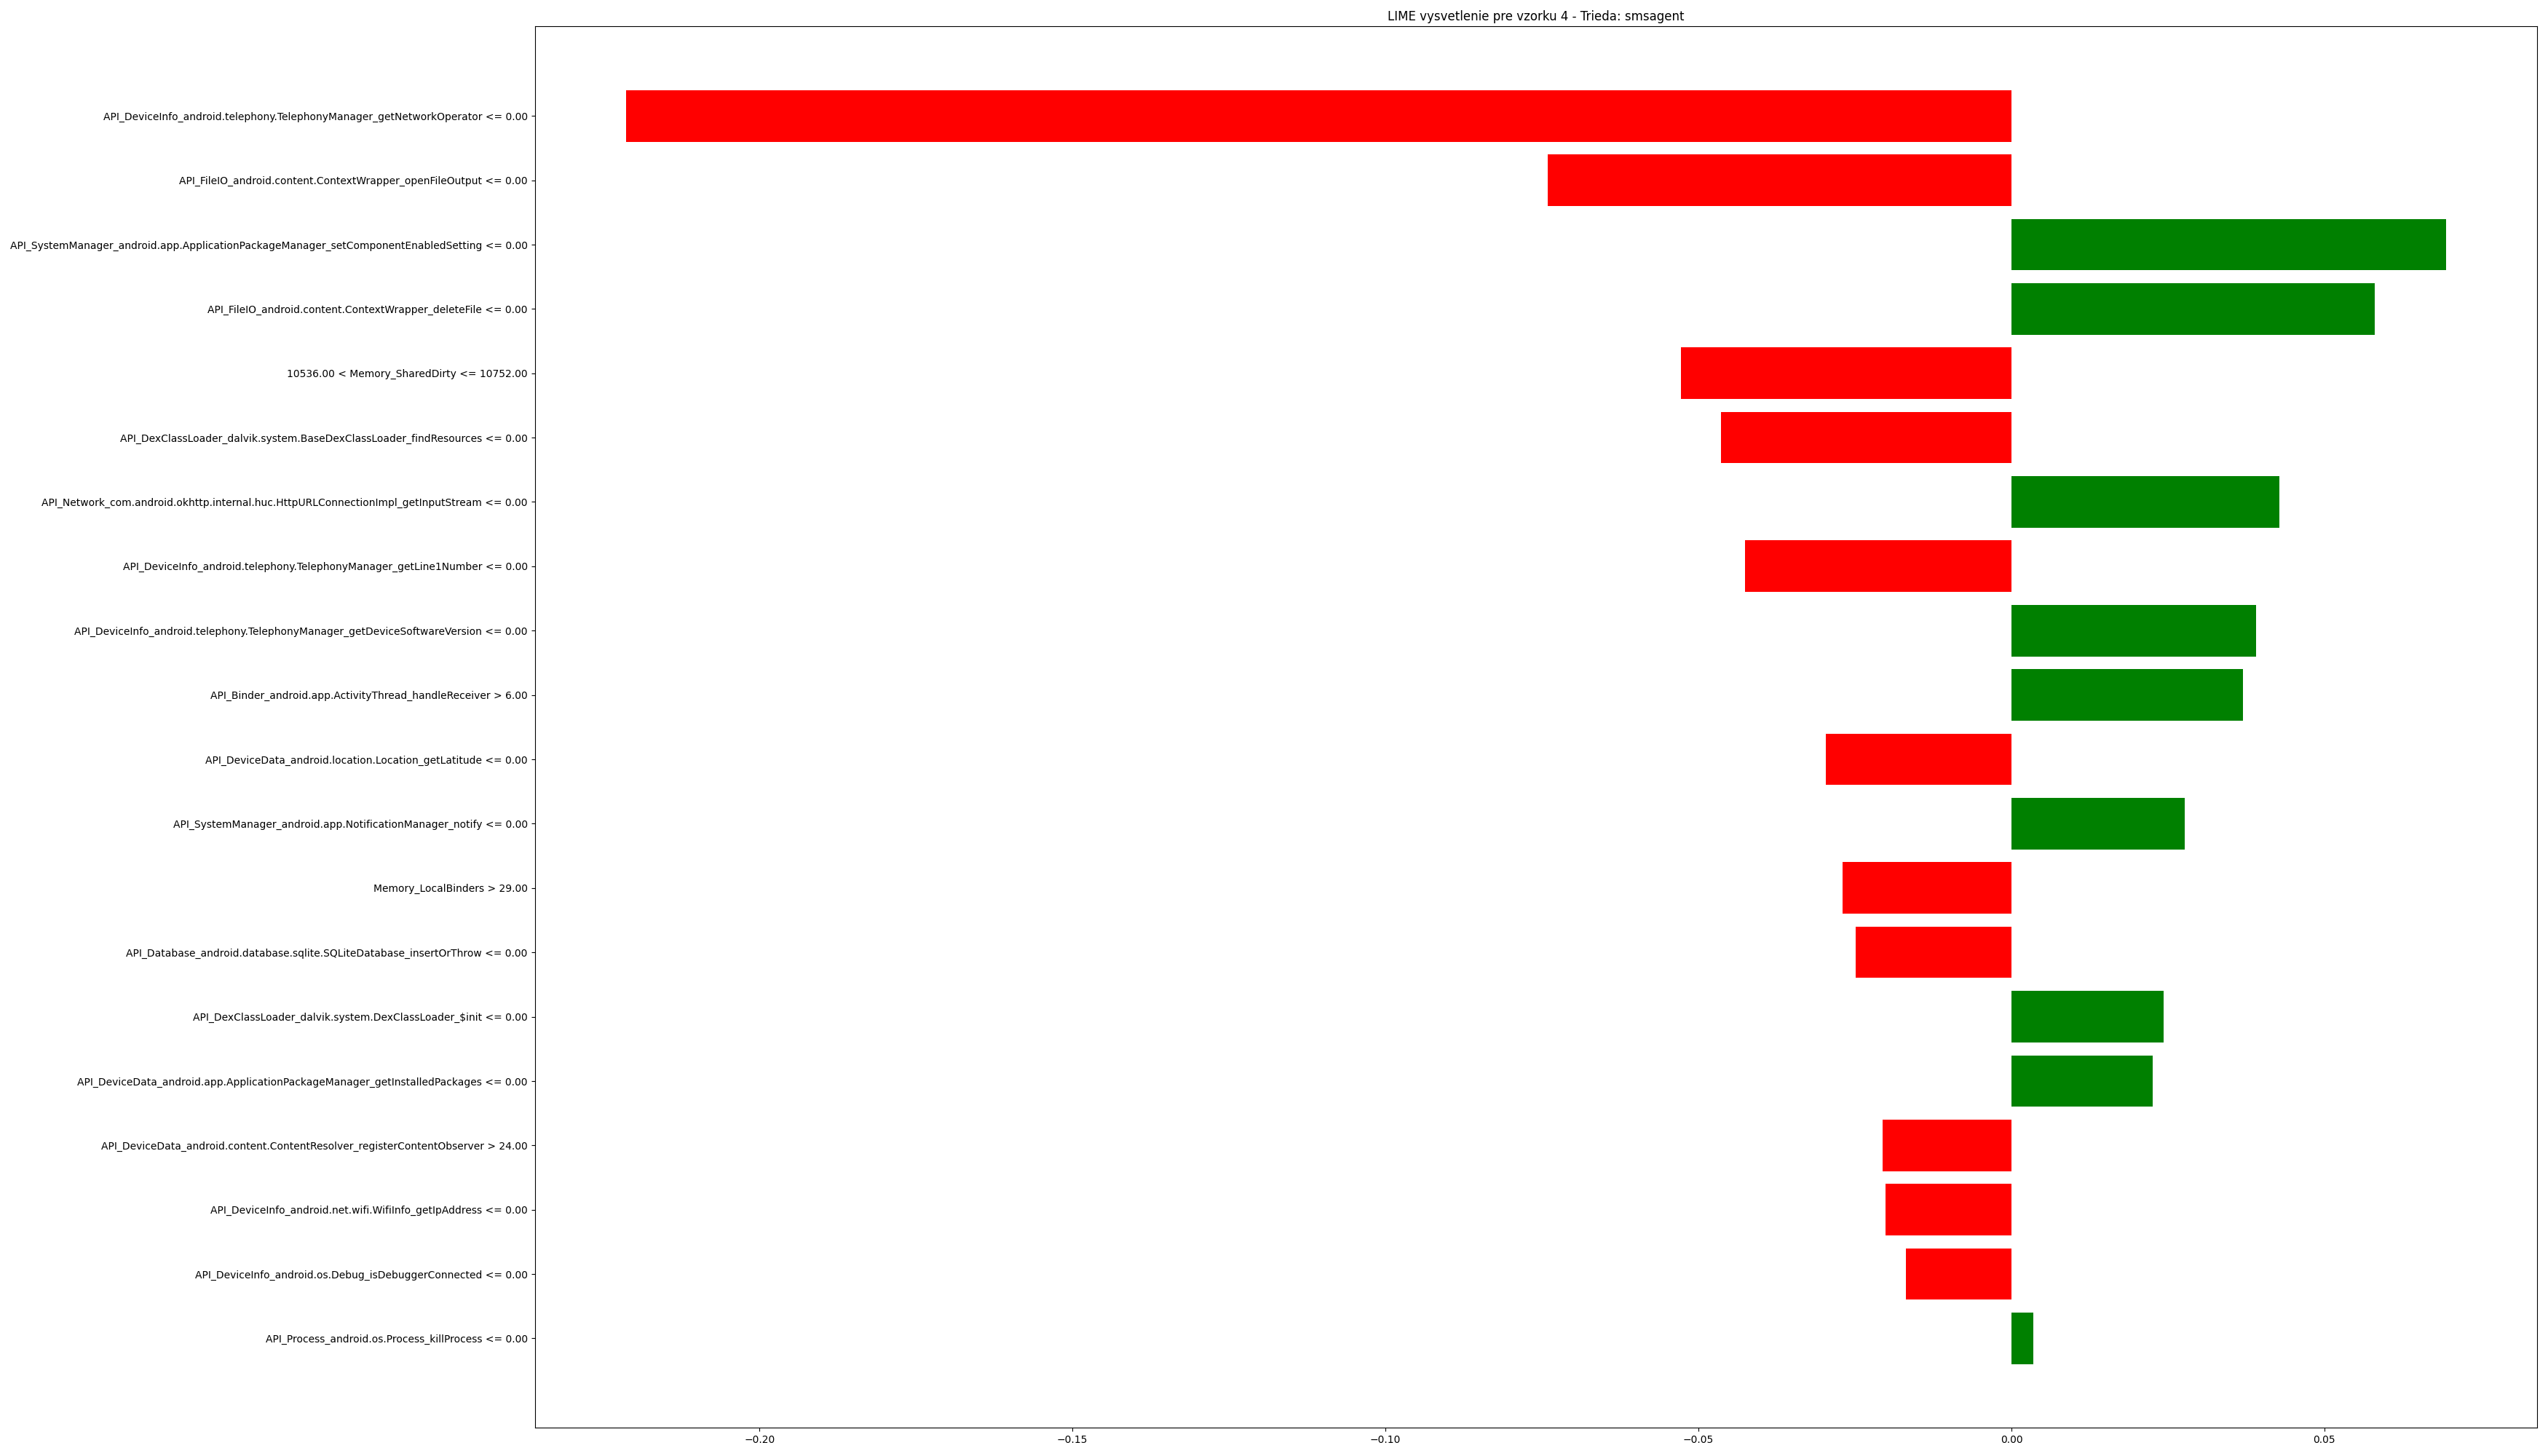 LIME vysvetlenie pre vzorku 4 - Trieda: smsagent
API_DeviceInfo_android.telephony.TelephonyManager_getNetworkOperator <= 0.00
API_FileIO_android.content.ContextWrapper_openFileOutput <= 0.00
API_SystemManager_android.app.ApplicationPackageManager_setComponentEnabledSetting <= 0.00
API_FileIO_android.content.ContextWrapper_deleteFile <= 0.00
10536.00 < Memory_SharedDirty <= 10752.00
API_DexClassLoader_dalvik.system.BaseDexClassLoader_findResources <= 0.00
API_Network_com.android.okhttp.internal.huc.HttpURLConnectionImpl_getInputStream <= 0.00
API_DeviceInfo_android.telephony.TelephonyManager_getLine1Number <= 0.00
API_DeviceInfo_android.telephony.TelephonyManager_getDeviceSoftwareVersion <= 0.00
API_Binder_android.app.ActivityThread_handleReceiver > 6.00
API_DeviceData_android.location.Location_getLatitude <= 0.00
API_SystemManager_android.app.NotificationManager_notify <= 0.00
Memory_LocalBinders > 29.00
API_Database_android.database.sqlite.SQLiteDatabase_insertOrThrow <= 0.00
API_DexClassLoader_dalvik.system.DexClassLoader_$init <= 0.00
API_DeviceData_android.app.ApplicationPackageManager_getInstalledPackages <= 0.00
API_DeviceData_android.content.ContentResolver_registerContentObserver > 24.00
API_DeviceInfo_android.net.wifi.WifiInfo_getIpAddress <= 0.00
API_DeviceInfo_android.os.Debug_isDebuggerConnected <= 0.00
API_Process_android.os.Process_killProcess <= 0.00
−0.20 −0.15 −0.10 −0.05 0.00 0.05